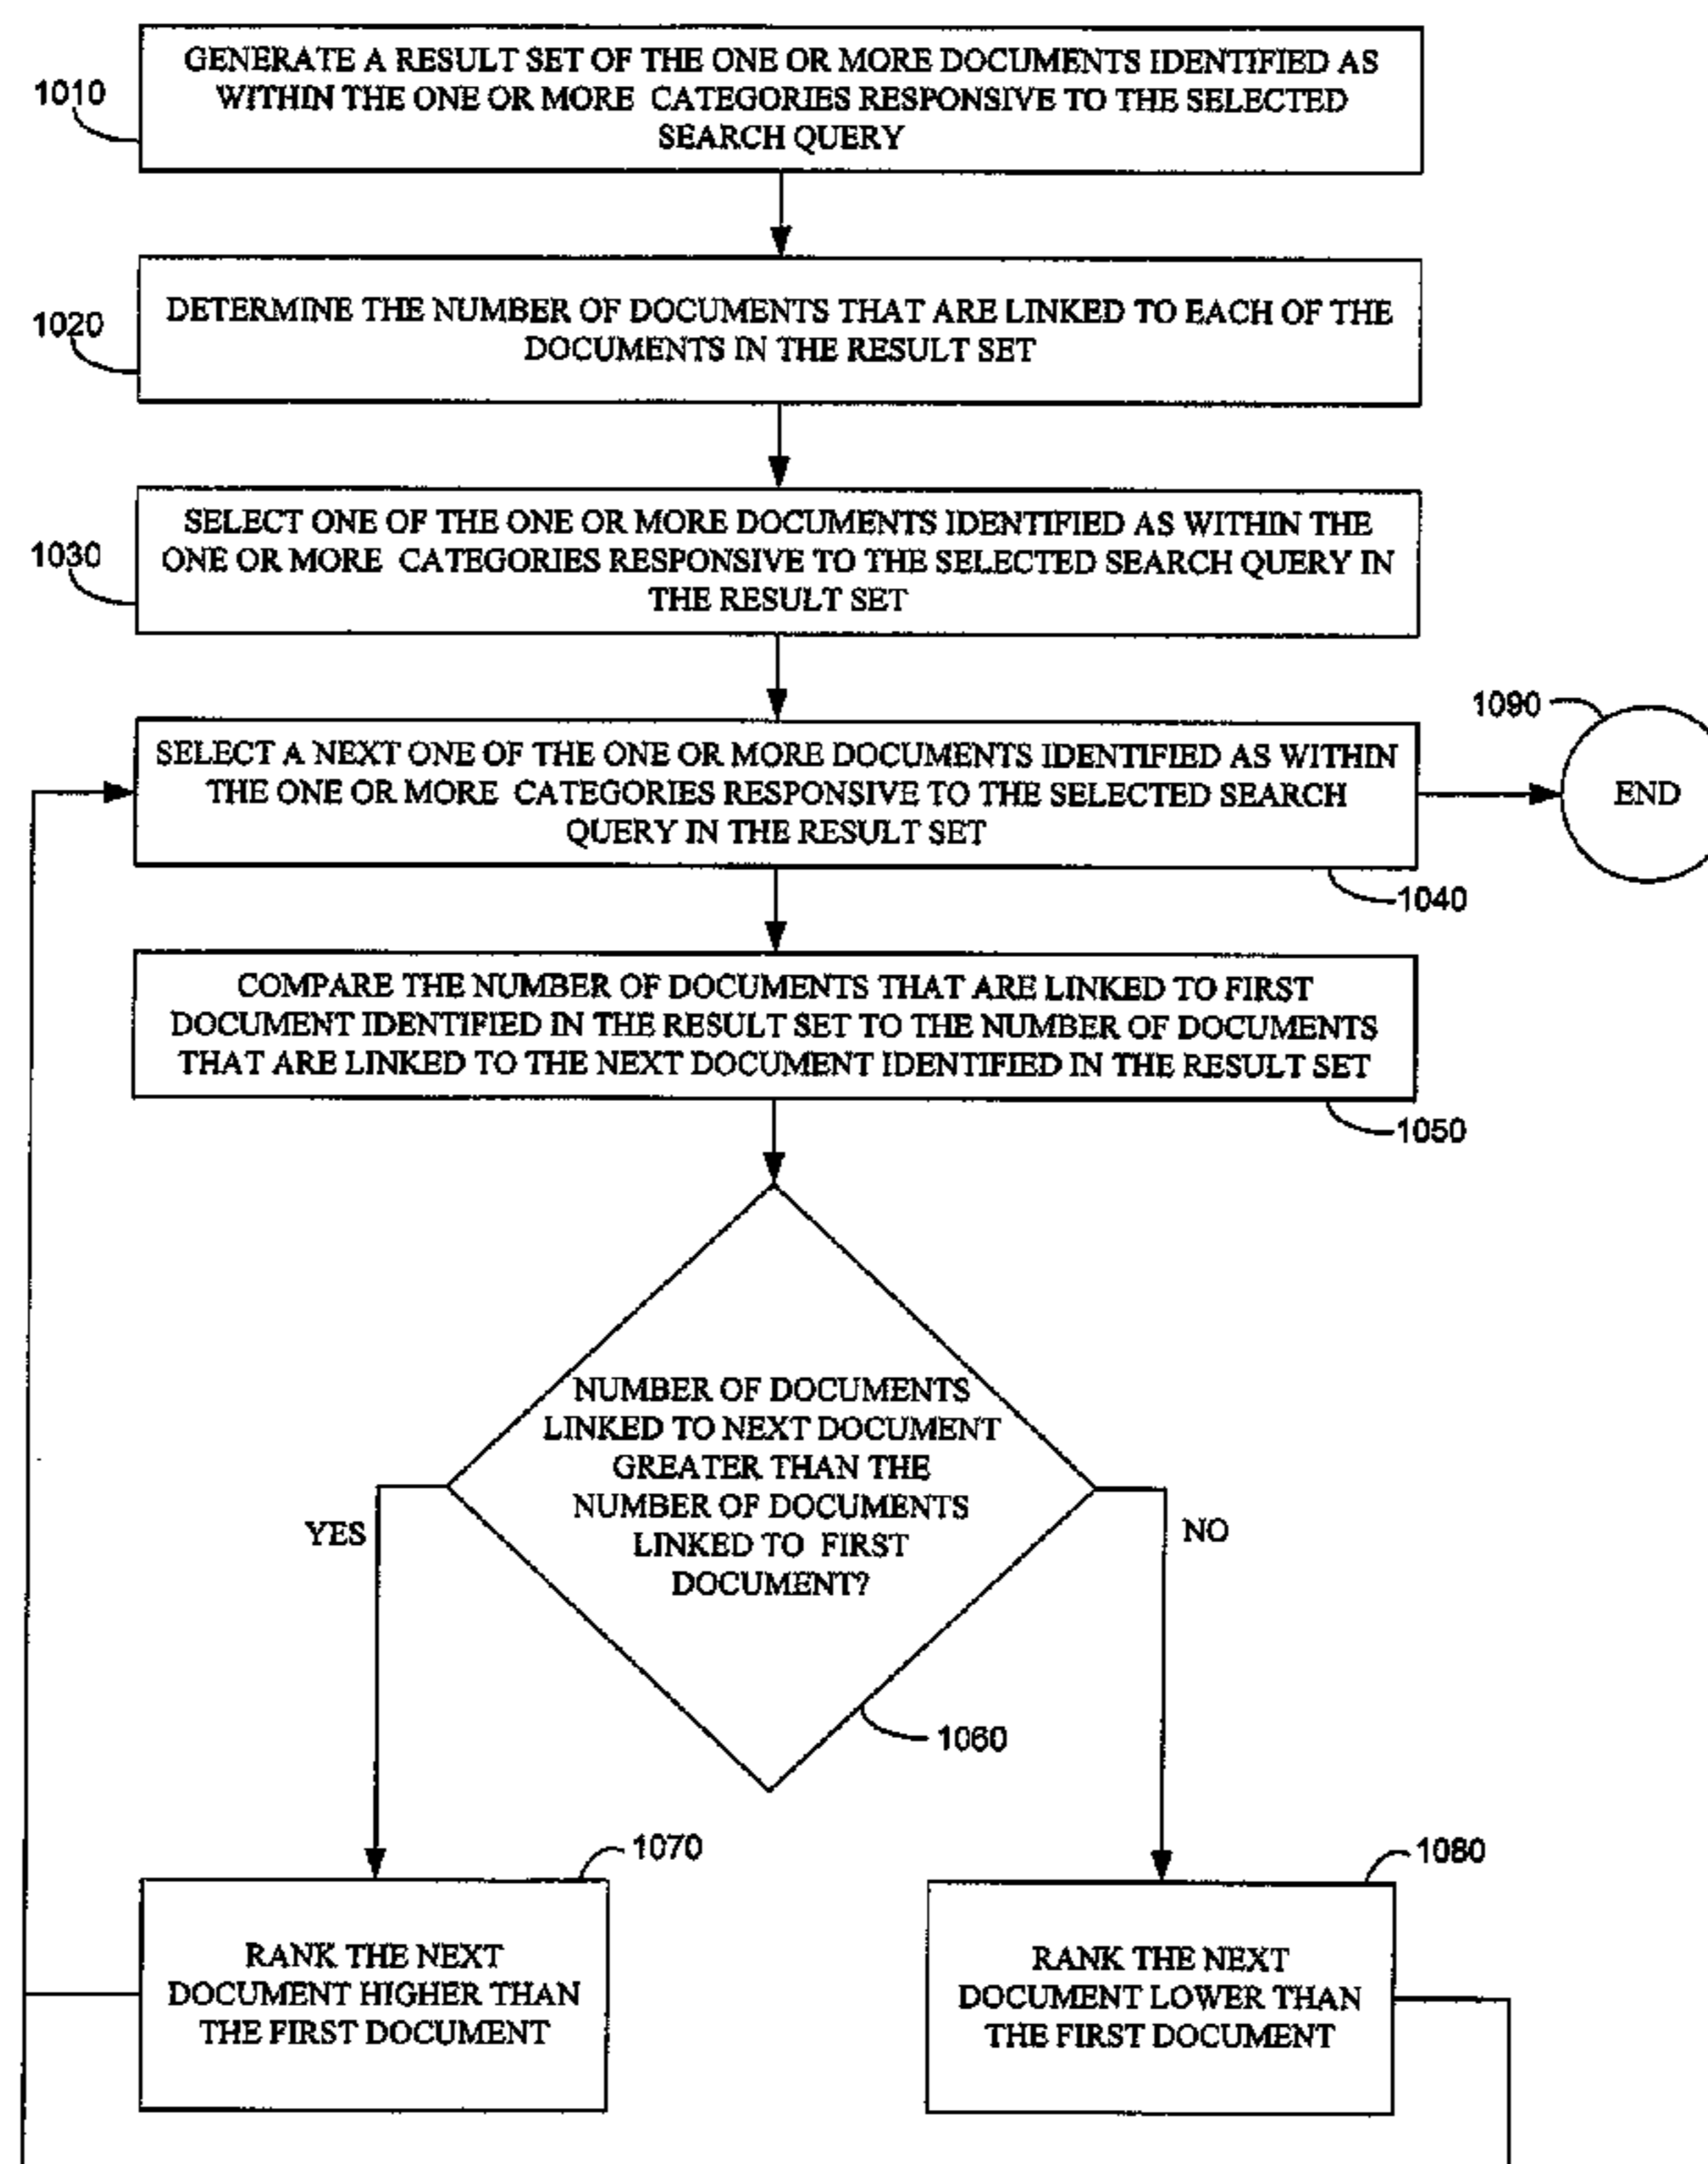 1010
GENERATE A RESULT SET OF THE ONE OR MORE DOCUMENTS IDENTIFIED AS
WITHIN THE ONE OR MORE CATEGORIES RESPONSIVE TO THE SELECTED
SEARCH QUERY
1020
DETERMINE THE NUMBER OF DOCUMENTS THAT ARE LINKED TO EACH OF THE
DOCUMENTS IN THE RESULT SET
1030
SELECT ONE OF THE ONE OR MORE DOCUMENTS IDENTIFIED AS WITHIN THE
ONE OR MORE CATEGORIES RESPONSIVE TO THE SELECTED SEARCH QUERY IN
THE RESULT SET
1090
SELECT A NEXT ONE OF THE ONE OR MORE DOCUMENTS IDENTIFIED AS WITHIN
THE ONE OR MORE CATEGORIES RESPONSIVE TO THE SELECTED SEARCH
QUERY IN THE RESULT SET
END
1040
COMPARE THE NUMBER OF DOCUMENTS THAT ARE LINKED TO FIRST
DOCUMENT IDENTIFIED IN THE RESULT SET TO THE NUMBER OF DOCUMENTS
THAT ARE LINKED TO THE NEXT DOCUMENT IDENTIFIED IN THE RESULT SET
1050
NUMBER OF DOCUMENTS
LINKED TO NEXT DOCUMENT
GREATER THAN THE
NUMBER OF DOCUMENTS
LINKED TO FIRST
DOCUMENT?
YES
NO
1060
1070
1080
RANK THE NEXT
DOCUMENT HIGHER THAN
THE FIRST DOCUMENT
RANK THE NEXT
DOCUMENT LOWER THAN
THE FIRST DOCUMENT